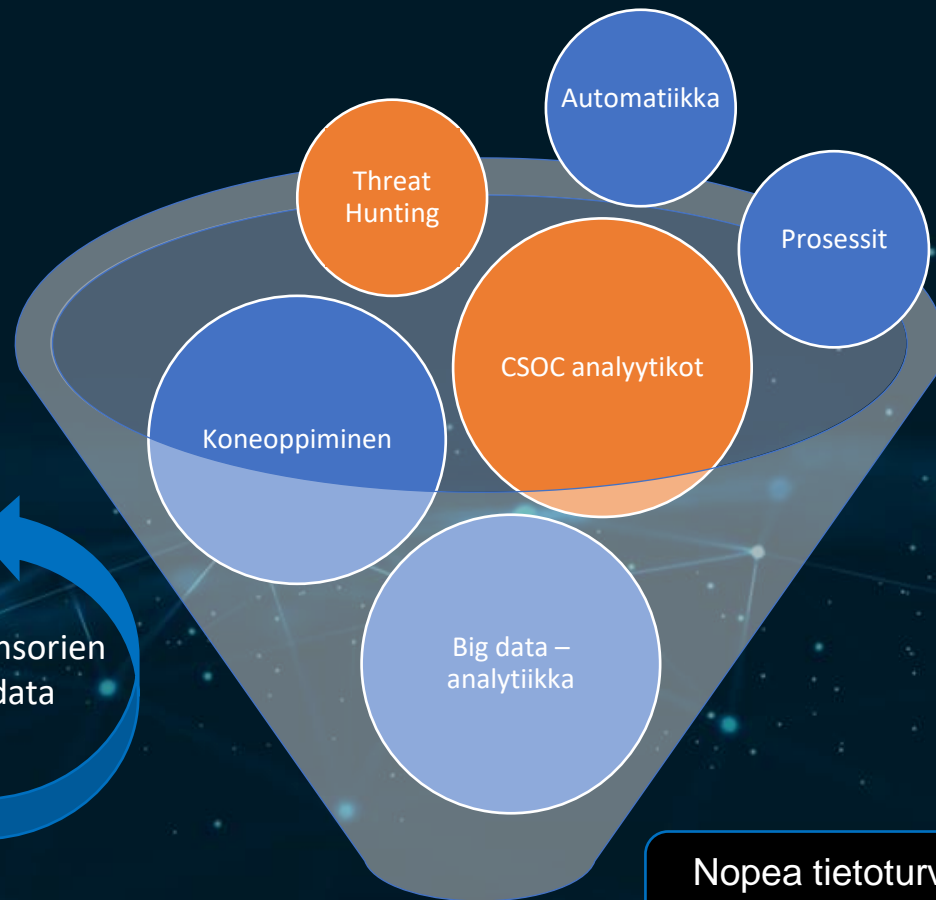 Automatiikka
Threat
Hunting
Prosessit
CSOC analyytikot
Koneoppiminen
Big data –
analytiikka
nsorien
data
Nopea tietoturv